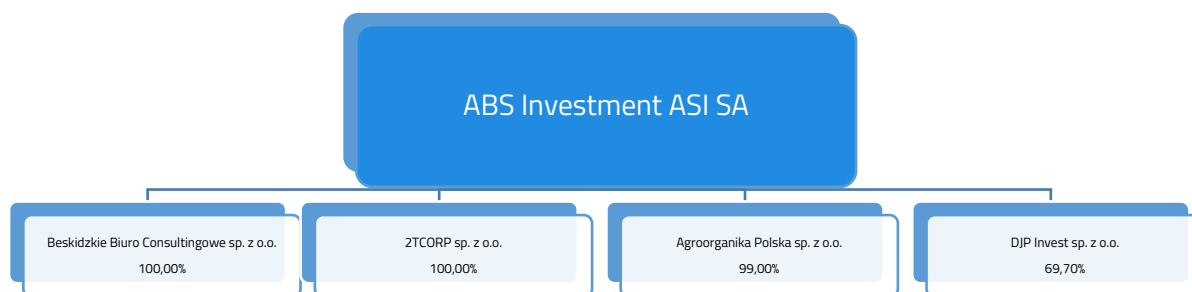 ABS Investment ASI SA
Beskidzkie Biuro Consultingowe sp. z o.o.
100,00%
2TCORP sp. z o.o.
100,00%
Agroorganika Polska sp. z o.o.
99,00%
DJP Invest sp. z o.o.
69,70%